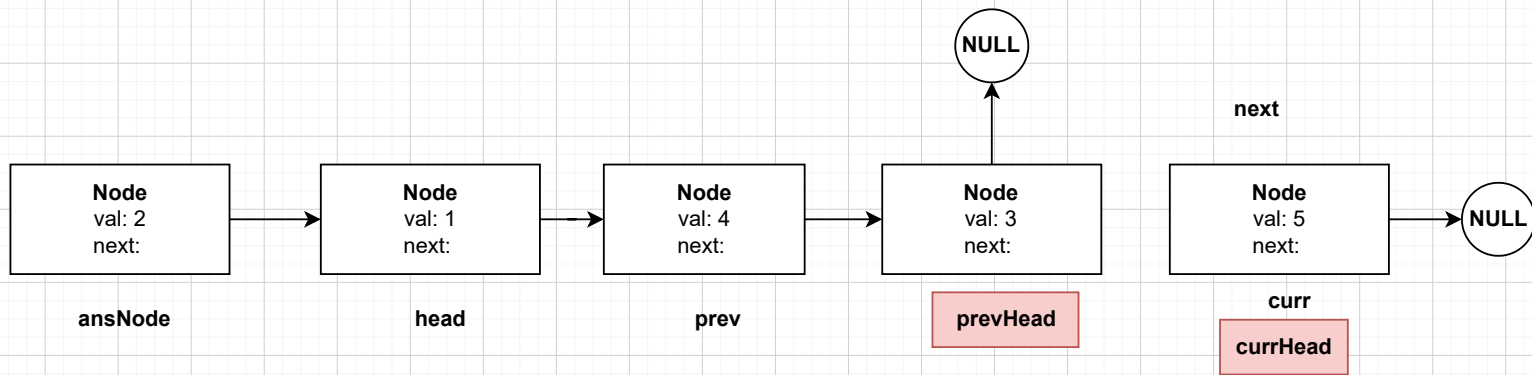 NULL
next
Node
val: 2
next:
Node
val: 1
next:
Node
val: 4
next:
Node
val: 3
next:
Node
val: 5
next:
NULL
ansNode
head
prev
prevHead
curr
currHead